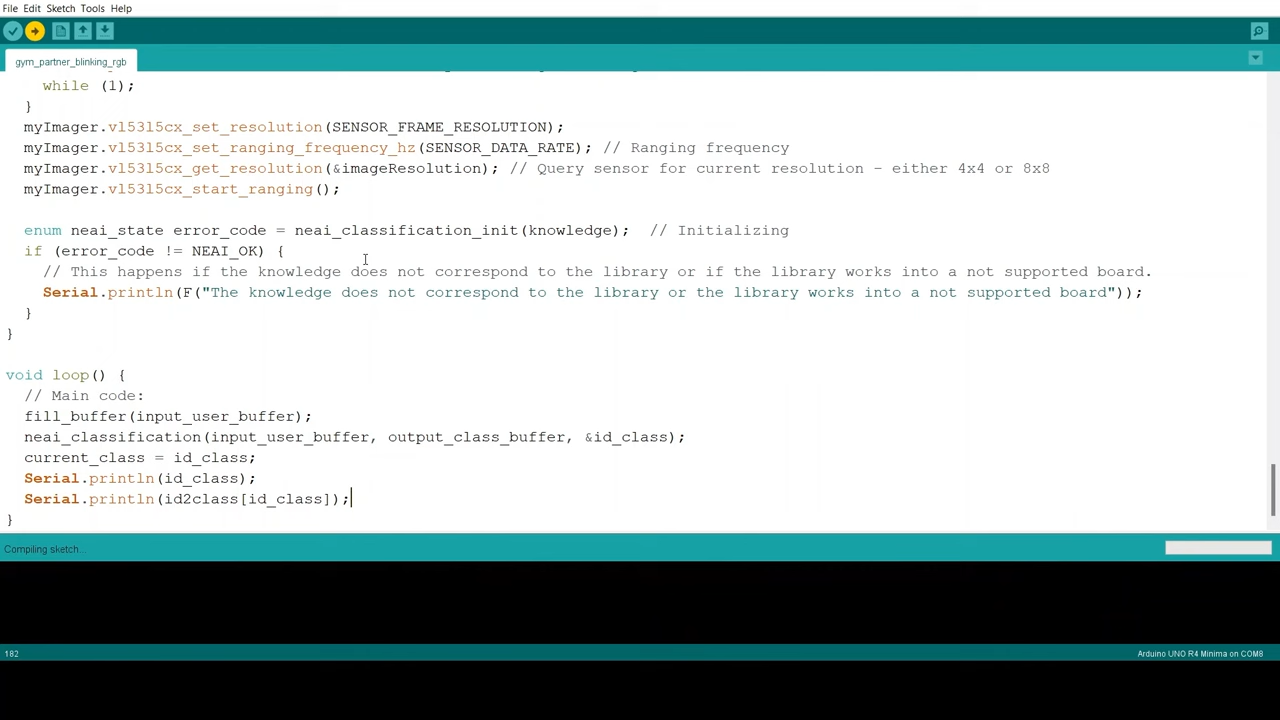 File Edit Sketch Tools Help
gym_partner_blinking_rgb
while (1);
}
myImager.vl53l5cx_set_resolution(SENSOR_FRAME_RESOLUTION);
myImager.vl53l5cx_set_ranging_frequency_hz(SENSOR_DATA_RATE); // Ranging frequency
myImager.vl53l5cx_get_resolution(&imageResolution); // Query sensor for current resolution - either 4x4 or 8x8
myImager.vl53l5cx_start_ranging();
enum neai_state error_code = neai_classification_init(knowledge); // Initializing
if (error_code != NEAI_OK) {
// This happens if the knowledge does not correspond to the library or if the library works into a not supported board.
Serial.println(F("The knowledge does not correspond to the library or the library works into a not supported board"));
}
}
void loop() {
// Main code:
fill_buffer(input_user_buffer);
neai_classification(input_user_buffer, output_class_buffer, &id_class);
current_class = id_class;
Serial.println(id_class);
Serial.println(id2class[id_class]);
}
Compiling sketch...
182
Arduino UNO R4 Minima on COM8